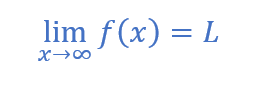 lim f(x) = L
x→∞